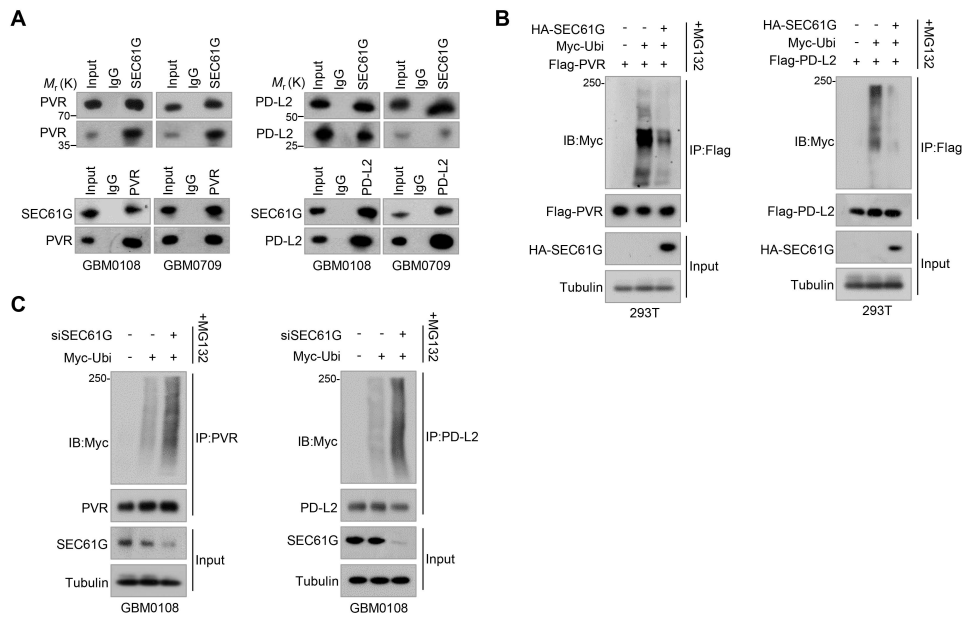 A
Mr (K)
Input
IgG
SEC61G
Input
IgG
SEC61G
PVR
70
PVR
35
Input
IgG
PVR
Input
IgG
PVR
SEC61G
PVR
GBM0108
GBM0709
Mr (K)
Input
IgG
SEC61G
Input
IgG
SEC61G
PD-L2
50
PD-L2
25
Input
IgG
PD-L2
Input
IgG
PD-L2
SEC61G
PD-L2
GBM0108
GBM0709
B
HA-SEC61G - - +
Myc-Ubi - + +
Flag-PVR + + +
+MG132
250-
IB:Myc
IP:Flag
Flag-PVR
HA-SEC61G
Input
Tubulin
293T
HA-SEC61G - - +
Myc-Ubi - + +
Flag-PD-L2 + + +
+MG132
250-
IB:Myc
IP:Flag
Flag-PD-L2
HA-SEC61G
Input
Tubulin
293T
C
siSEC61G - - +
Myc-Ubi - + +
+MG132
250-
IB:Myc
IP:PVR
PVR
SEC61G
Input
Tubulin
GBM0108
siSEC61G - - +
Myc-Ubi - + +
+MG132
250-
IB:Myc
IP:PD-L2
PD-L2
SEC61G
Input
Tubulin
GBM0108